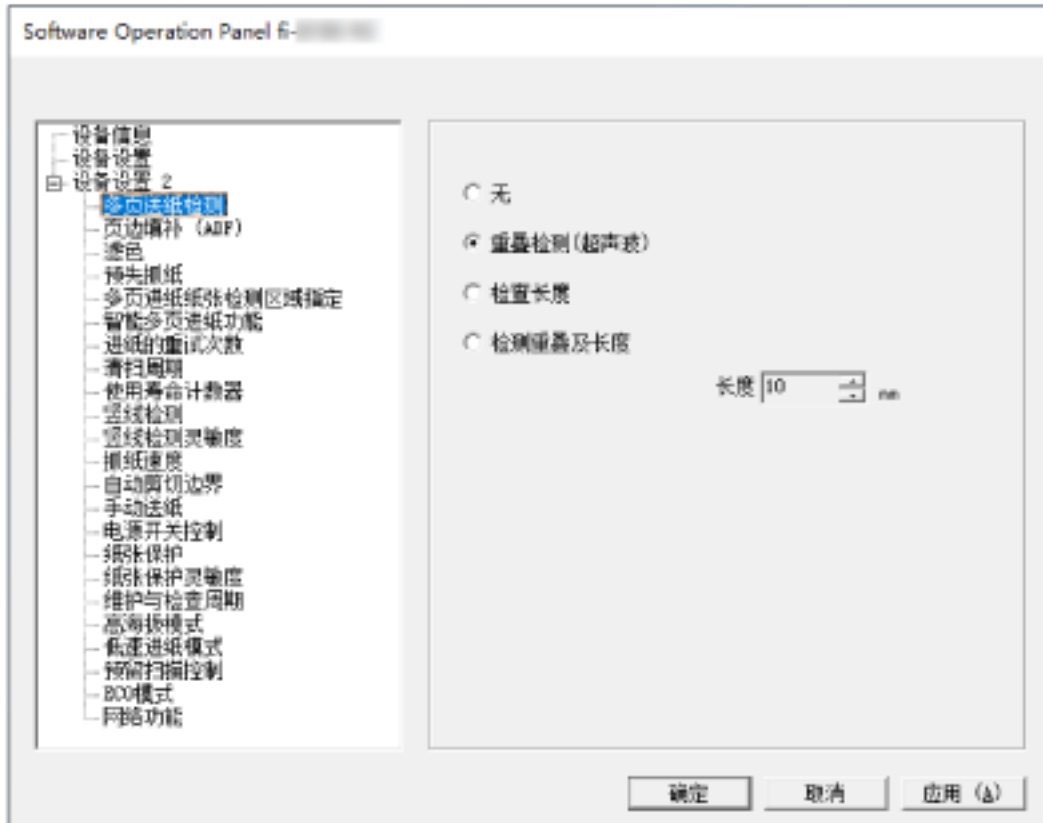 Software Operation Panel fi-
设备信息
设备设置
设备设置 2
多页送纸检测
页边填补 (ADF)
滤色
预先抓纸
多页进纸纸张检测区域指定
智能多页进纸功能
进纸的重试次数
清扫周期
使用寿命计数器
竖线检测
竖线检测灵敏度
抓纸速度
自动剪切边界
手动送纸
电源开关控制
纸张保护
纸张保护灵敏度
维护与检查周期
高海拔模式
低速进纸模式
预留扫描控制
ECO模式
网络功能
无
重叠检测(超声波)
检查长度
检测重叠及长度
长度 10 mm
确定
取消
应用 (A)